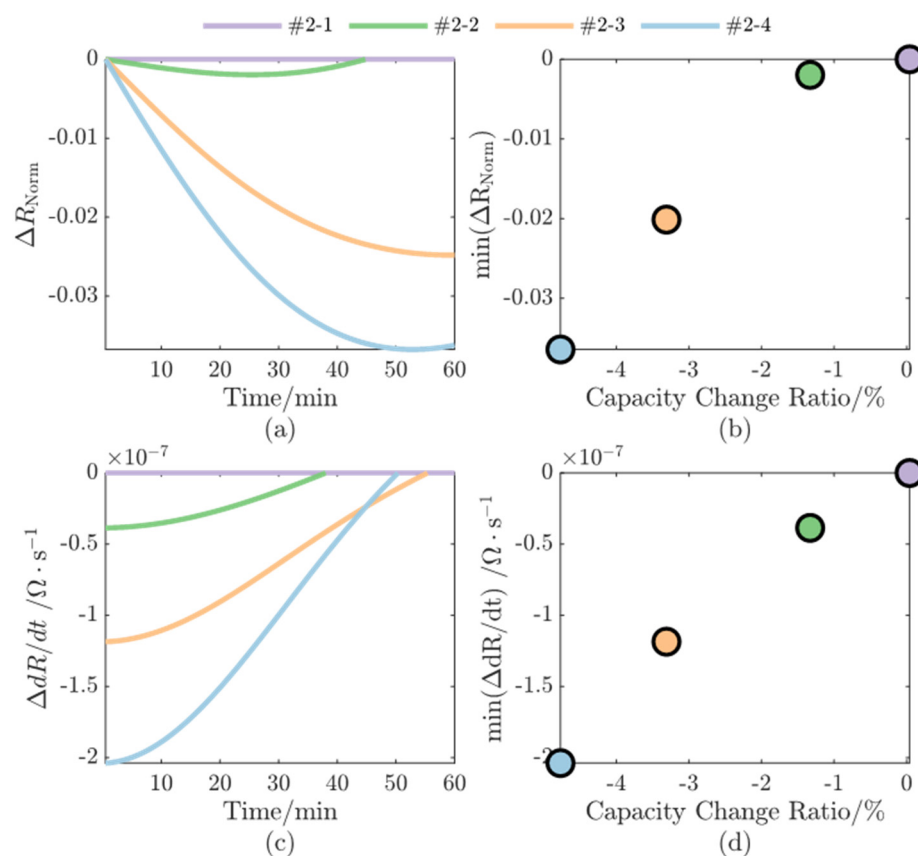 #2-1 #2-2 #2-3 #2-4
0
-0.01
-0.02
-0.03
ΔR_Norm
10 20 30 40 50 60
Time/min
(a)
0
-0.01
-0.02
-0.03
min(ΔR_Norm)
-4 -3 -2 -1 0
Capacity Change Ratio/%
(b)
×10⁻⁷
0
-0.5
-1
-1.5
-2
ΔdR/dt /Ω · s⁻¹
10 20 30 40 50 60
Time/min
(c)
×10⁻⁷
0
-0.5
-1
-1.5
min(ΔdR/dt) /Ω · s⁻¹
-4 -3 -2 -1 0
Capacity Change Ratio/%
(d)